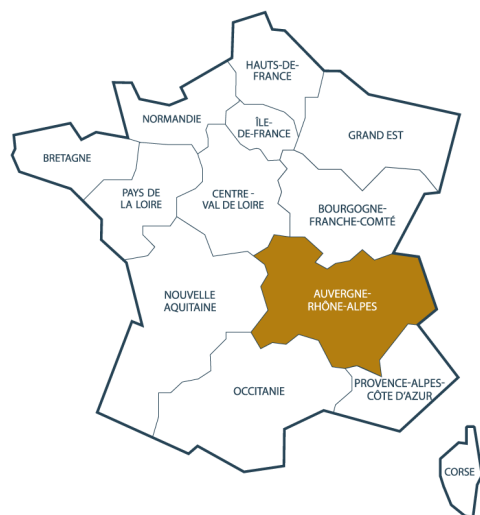 HAUTS-DE-
FRANCE
NORMANDIE
ÎLE-
DE-FRANCE
GRAND EST
BRETAGNE
PAYS DE
LA LOIRE
CENTRE -
VAL DE LOIRE
BOURGOGNE-
FRANCHE-COMTÉ
NOUVELLE
AQUITAINE
AUVERGNE-
RHÔNE-ALPES
OCCITANIE
PROVENCE-ALPES-
CÔTE D'AZUR
CORSE